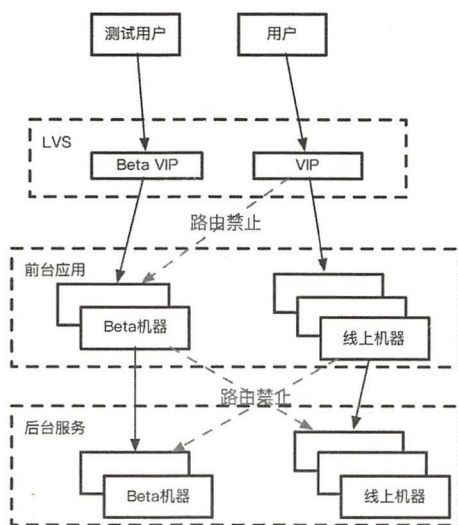 测试用户
用户
LVS
Beta VIP
VIP
路由禁止
前台应用
Beta机器
线上机器
路由禁止
后台服务
Beta机器
线上机器